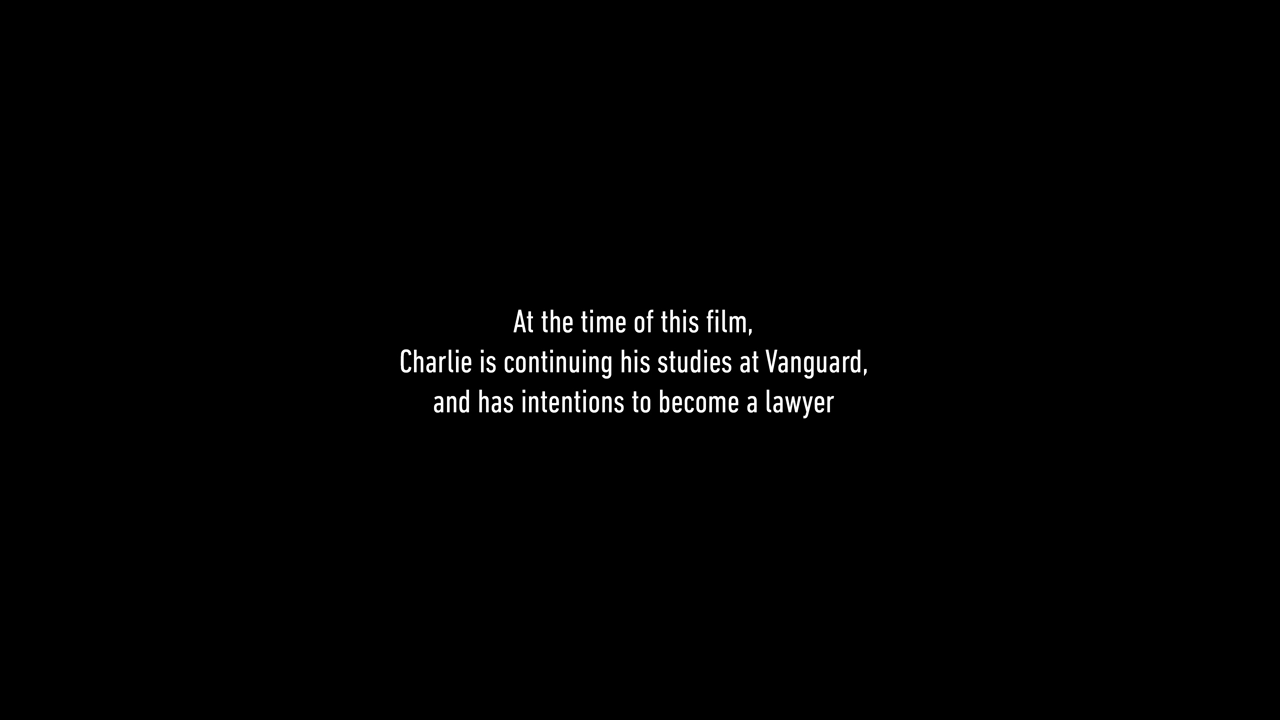 At the time of this film,
Charlie is continuing his studies at Vanguard,
and has intentions to become a lawyer